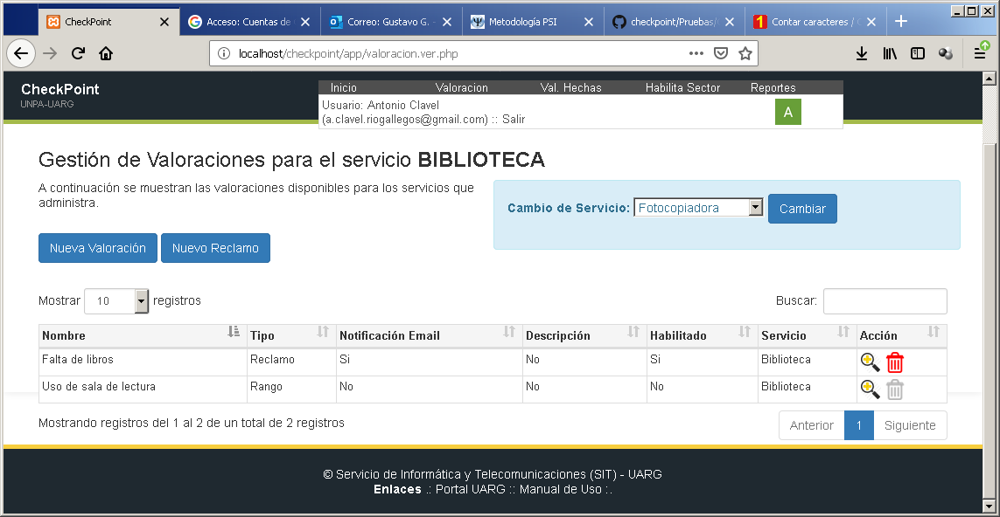 CheckPoint
Acceso: Cuentas de
Correo: Gustavo G. -
Metodología PSI
checkpoint/Pruebas/
Contar caracteres /
localhost/checkpoint/app/valoracion.ver.php
CheckPoint
UNPA-UARG
Inicio Valoracion Val. Hechas Habilita Sector Reportes
Usuario: Antonio Clavel
(a.clavel.riogallegos@gmail.com) :: Salir
A
Gestión de Valoraciones para el servicio BIBLIOTECA
A continuación se muestran las valoraciones disponibles para los servicios que
administra.
Cambio de Servicio: Fotocopiadora Cambiar
Nueva Valoración Nuevo Reclamo
Mostrar 10 registros Buscar:
Nombre Tipo Notificación Email Descripción Habilitado Servicio Acción
Falta de libros Reclamo Si No Si Biblioteca
Uso de sala de lectura Rango No No No Biblioteca
Mostrando registros del 1 al 2 de un total de 2 registros
Anterior 1 Siguiente
© Servicio de Informática y Telecomunicaciones (SIT) - UARG
Enlaces .: Portal UARG :: Manual de Uso :.